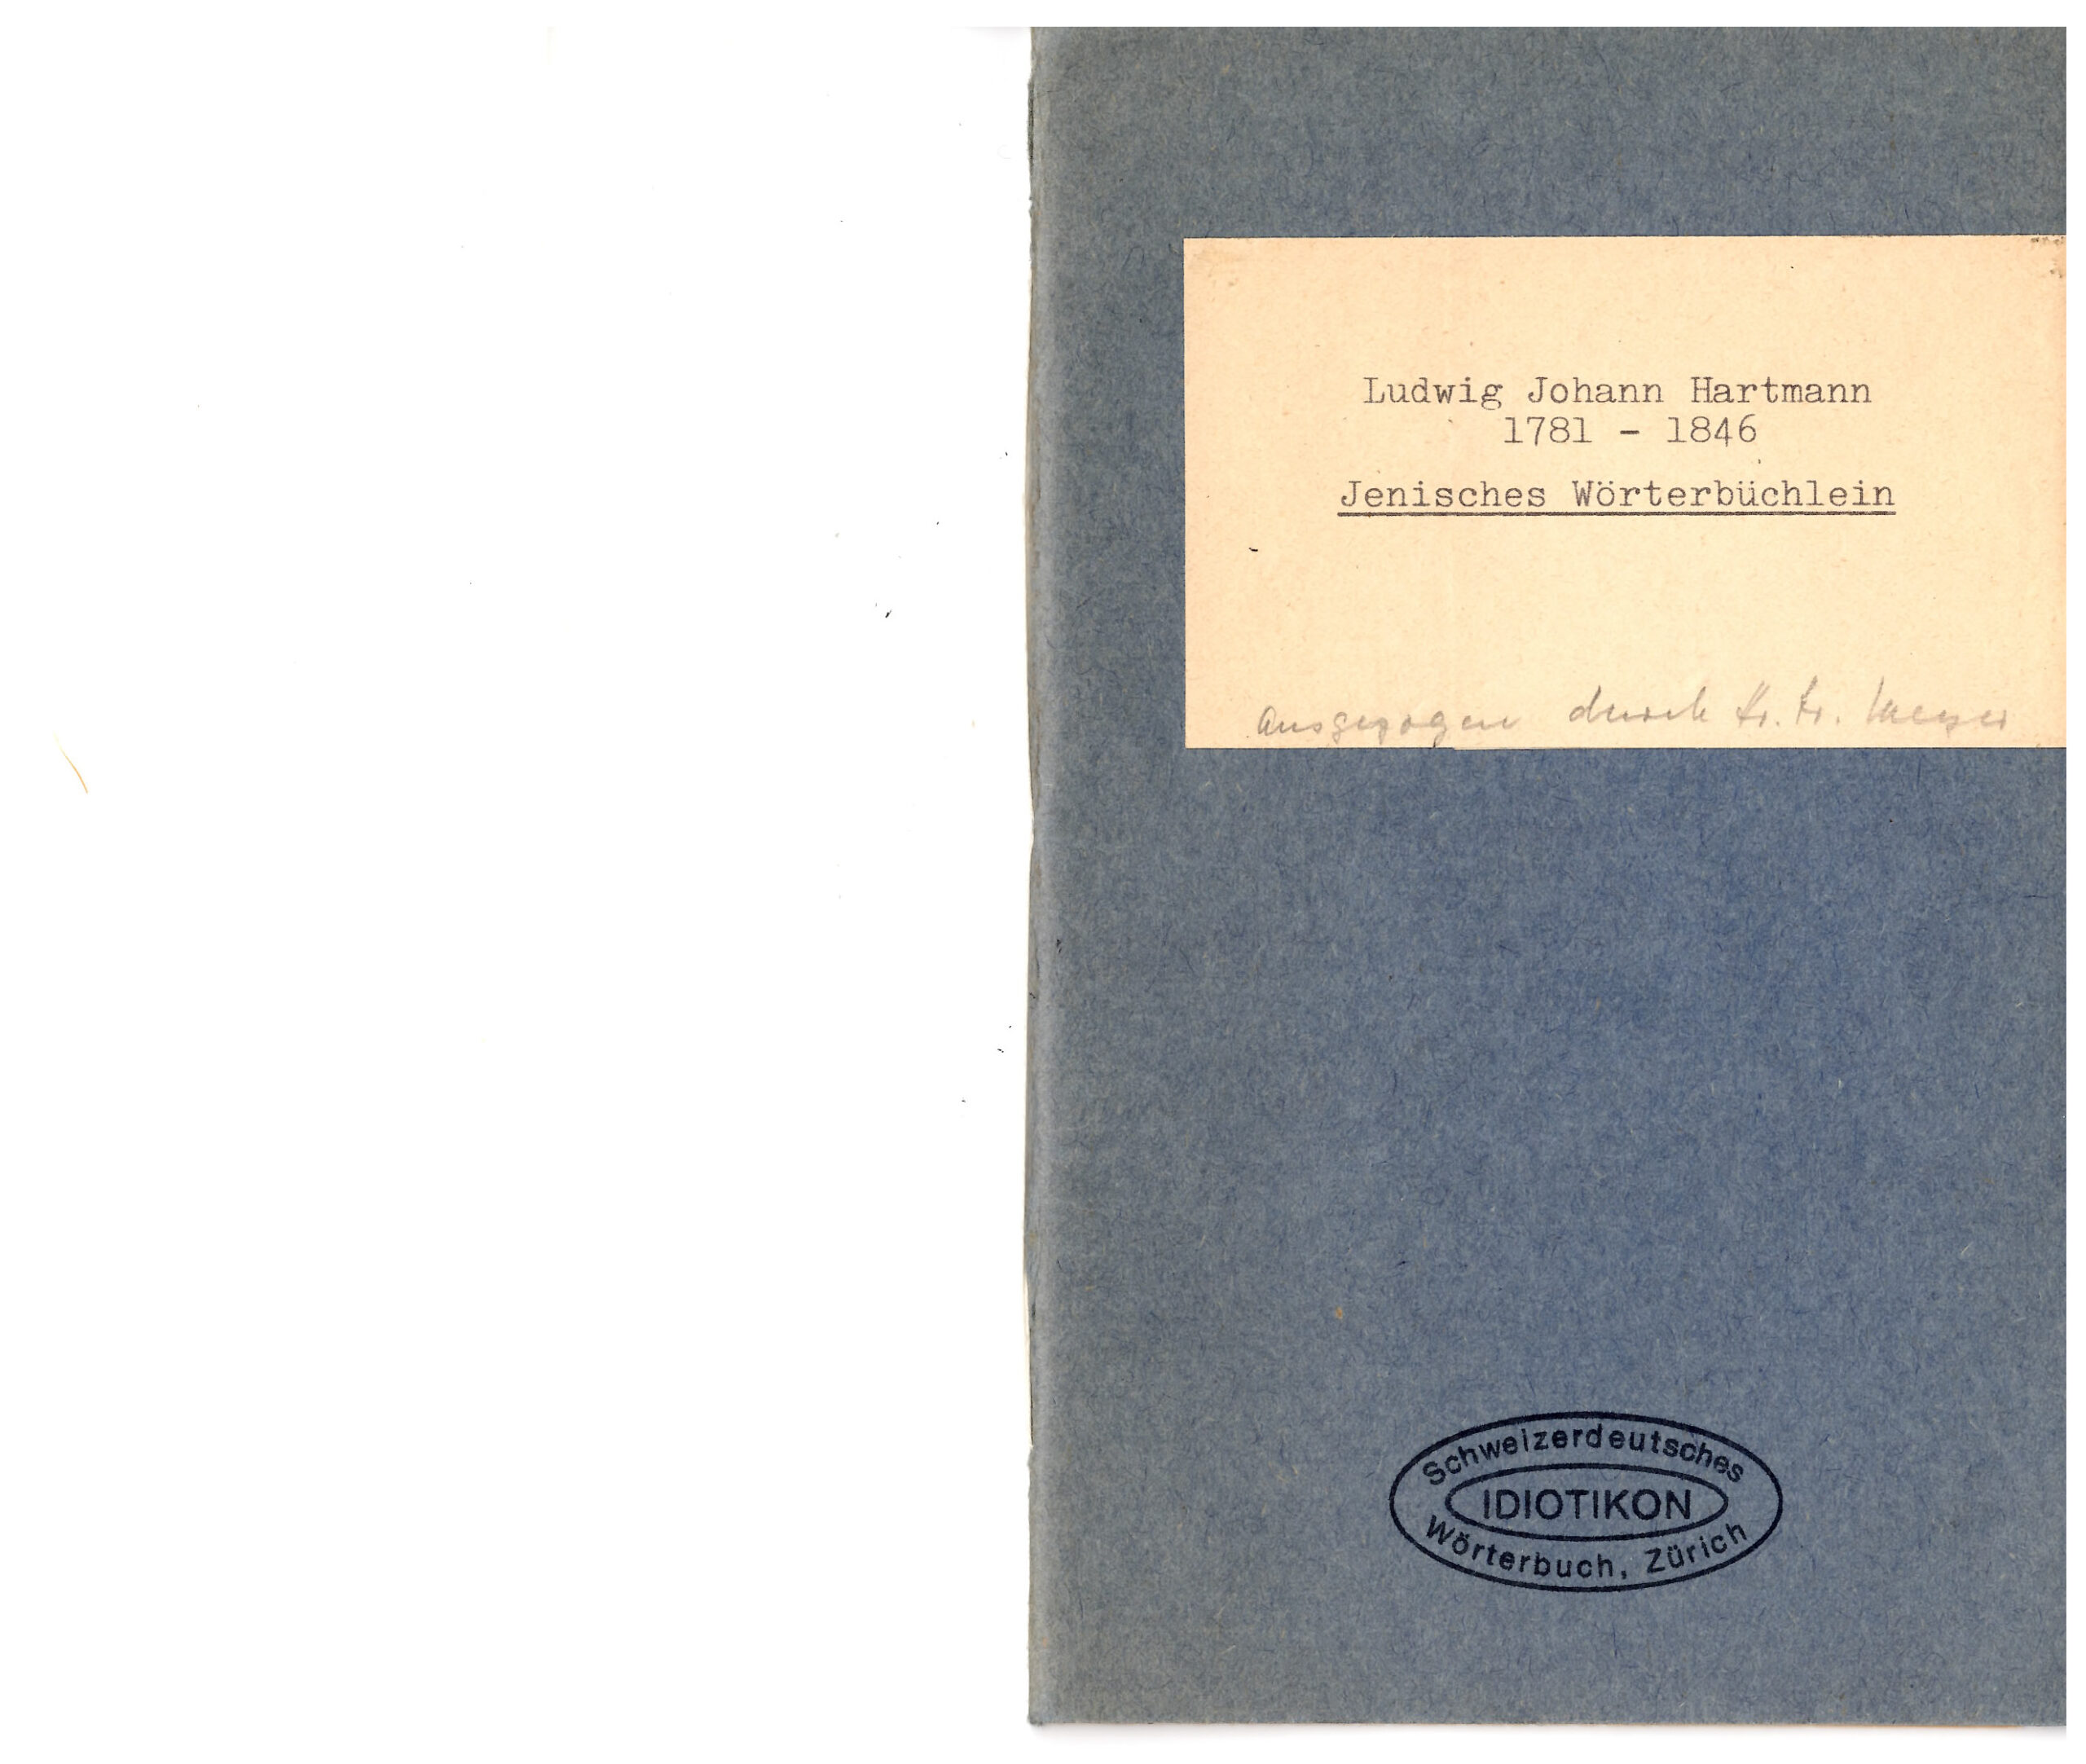 Ludwig Johann Hartmann
1781 - 1846
Jenisches Wörterbüchlein
ausgezogen durch
Schweizerdeutsches
IDIOTIKON
Wörterbuch, Zürich